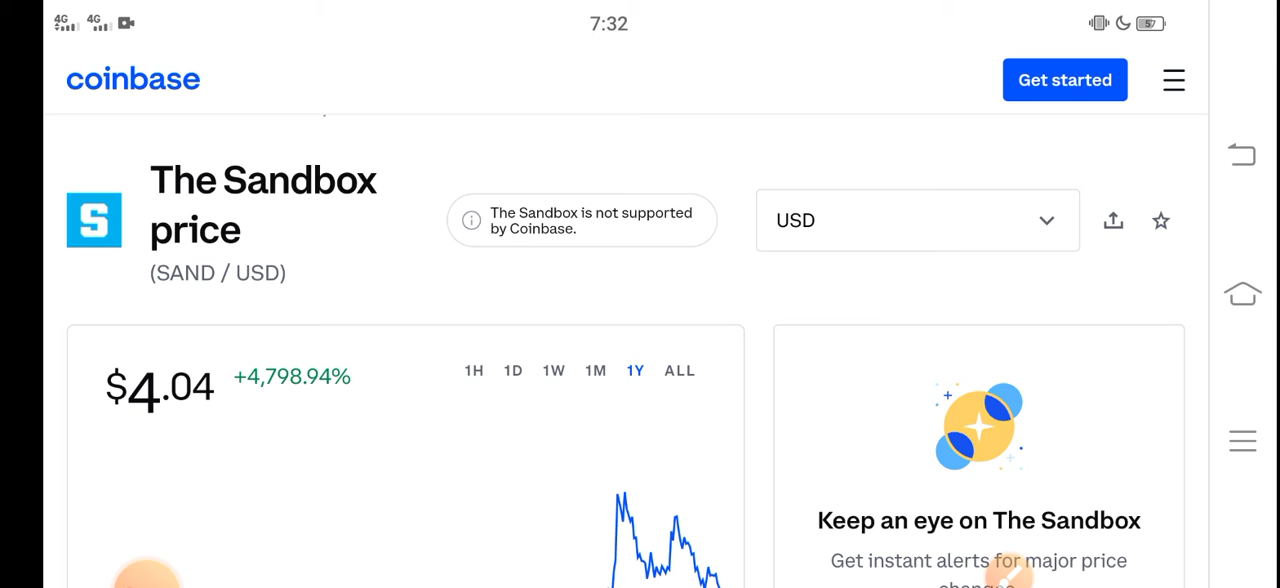 4G 4G 7:32 57
coinbase
Get started
The Sandbox
price
(SAND / USD)
The Sandbox is not supported
by Coinbase.
USD
$4.04 +4,798.94%
1H 1D 1W 1M 1Y ALL
Keep an eye on The Sandbox
Get instant alerts for major price